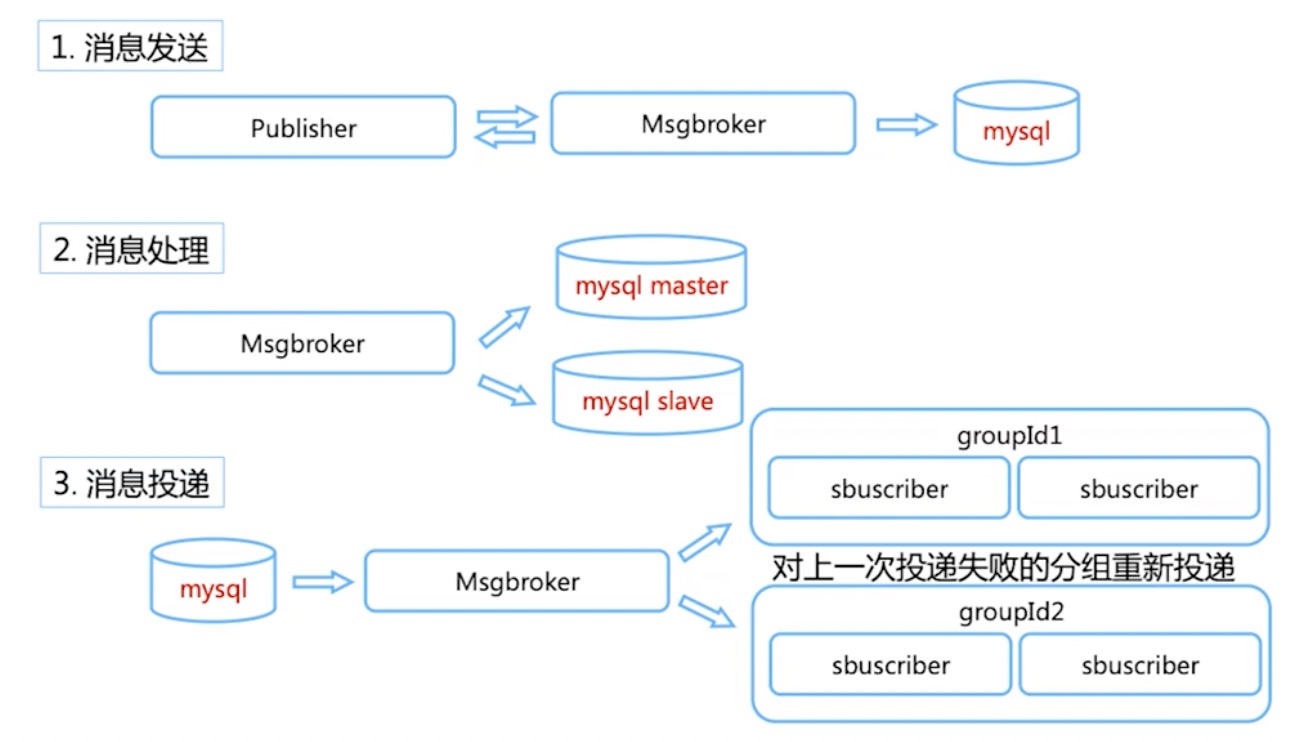 1. 消息发送
Publisher
Msgbroker
mysql
2. 消息处理
Msgbroker
mysql master
mysql slave
3. 消息投递
mysql
Msgbroker
groupId1
sbuscriber
sbuscriber
对上一次投递失败的分组重新投递
groupId2
sbuscriber
sbuscriber